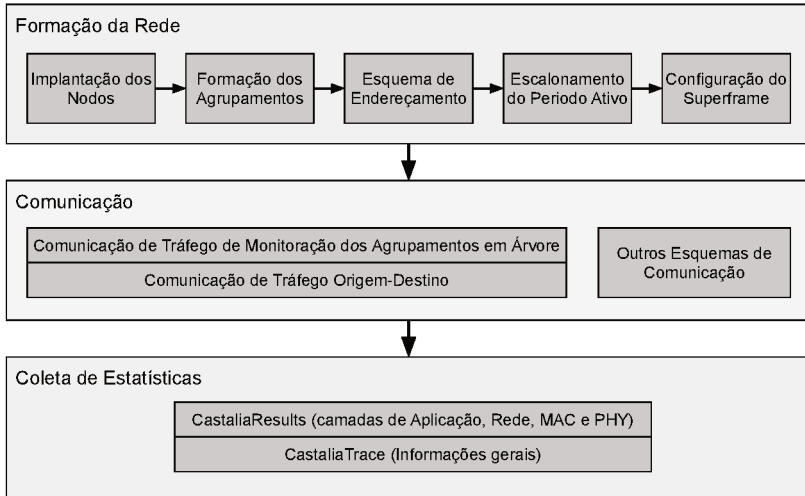 Formação da Rede
Implantação dos
Nodos
Formação dos
Agrupamentos
Esquema de
Endereçamento
Escalonamento
do Periodo Ativo
Configuração do
Superframe
Comunicação
Comunicação de Tráfego de Monitoração dos Agrupamentos em Árvore
Comunicação de Tráfego Origem-Destino
Outros Esquemas de
Comunicação
Coleta de Estatísticas
CastaliaResults (camadas de Aplicação, Rede, MAC e PHY)
CastaliaTrace (Informações gerais)